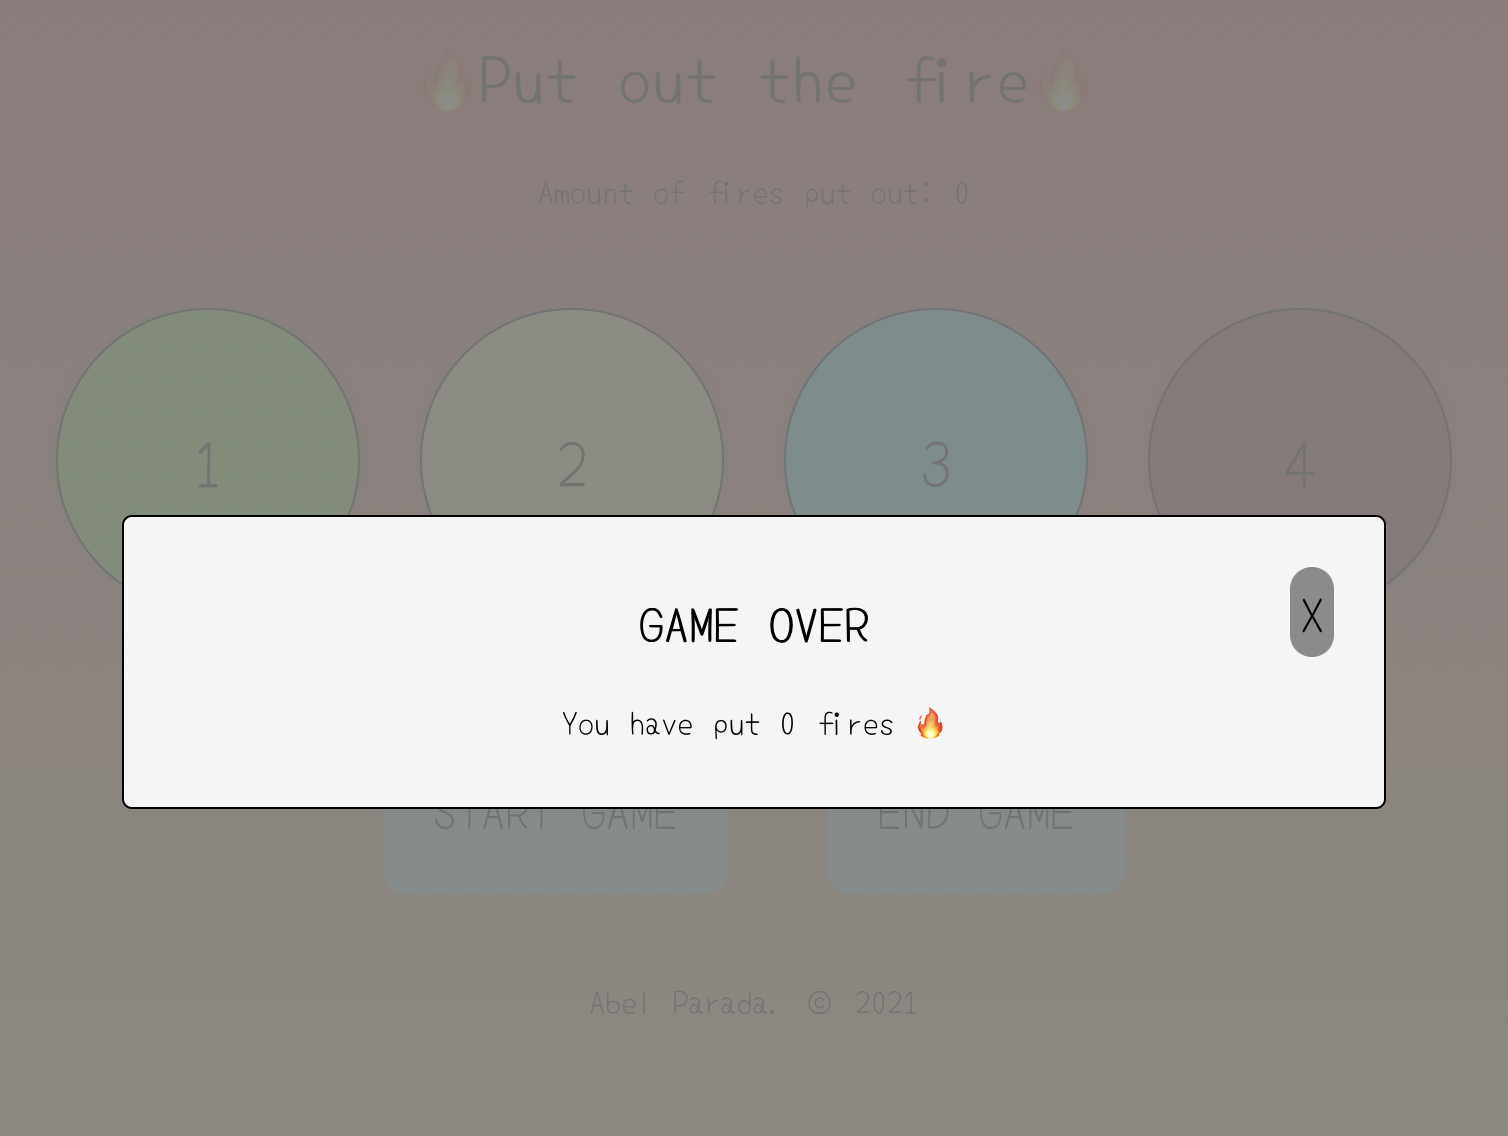 🔥Put out the fire🔥
Amount of fires put out: 0
1 2 3 4
X
GAME OVER
You have put 0 fires 🔥
START GAME END GAME
Abel Parada. © 2021